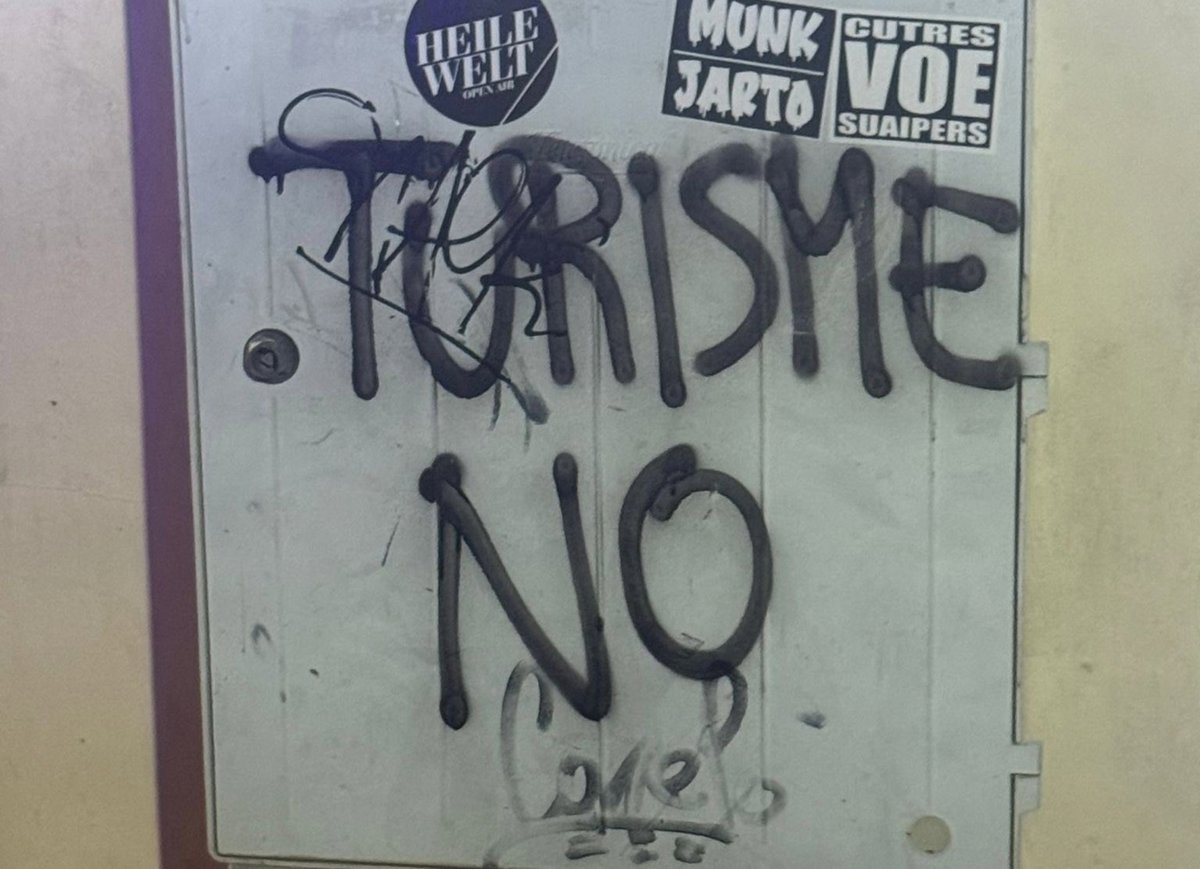 HEILE
WELT
OPEN AIR
MUNK
JARTO
CUTRES
VOE
SUAIPERS
TURISME
NO